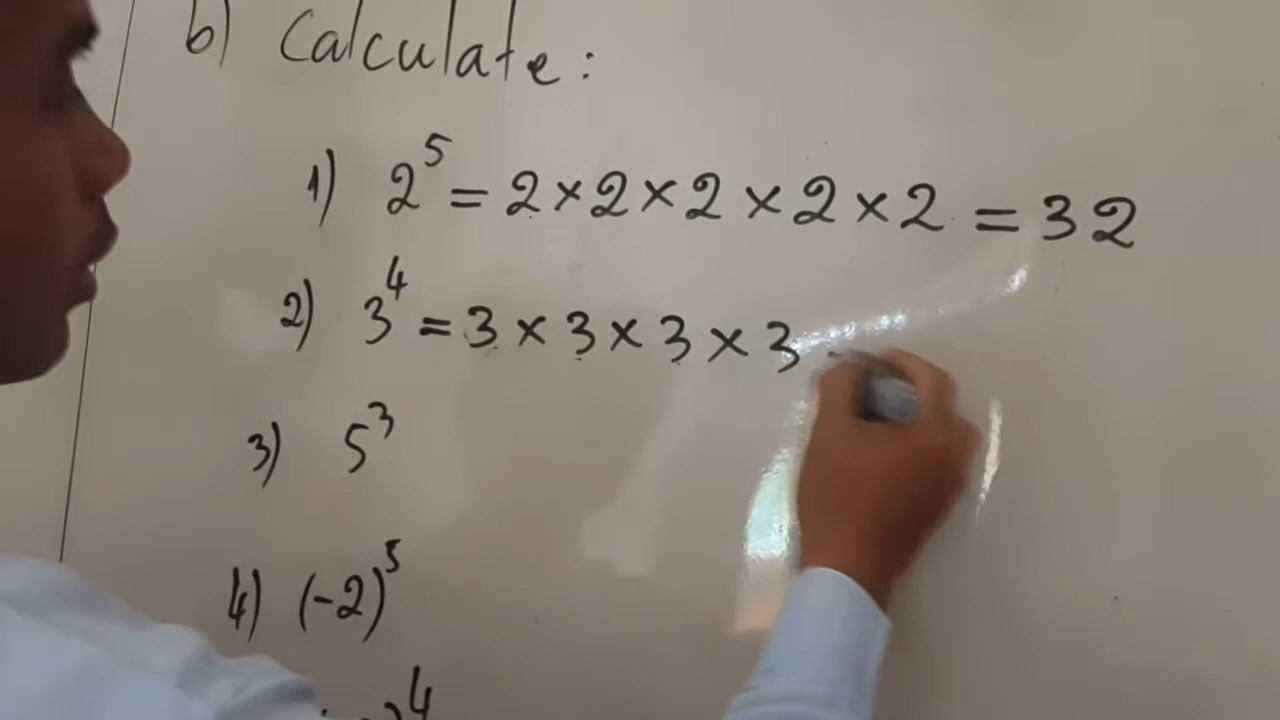 b) Calculate:
1) 2⁵ = 2 × 2 × 2 × 2 × 2 = 32
2) 3⁴ = 3 × 3 × 3 × 3
3) 5³
4) (-2)⁵